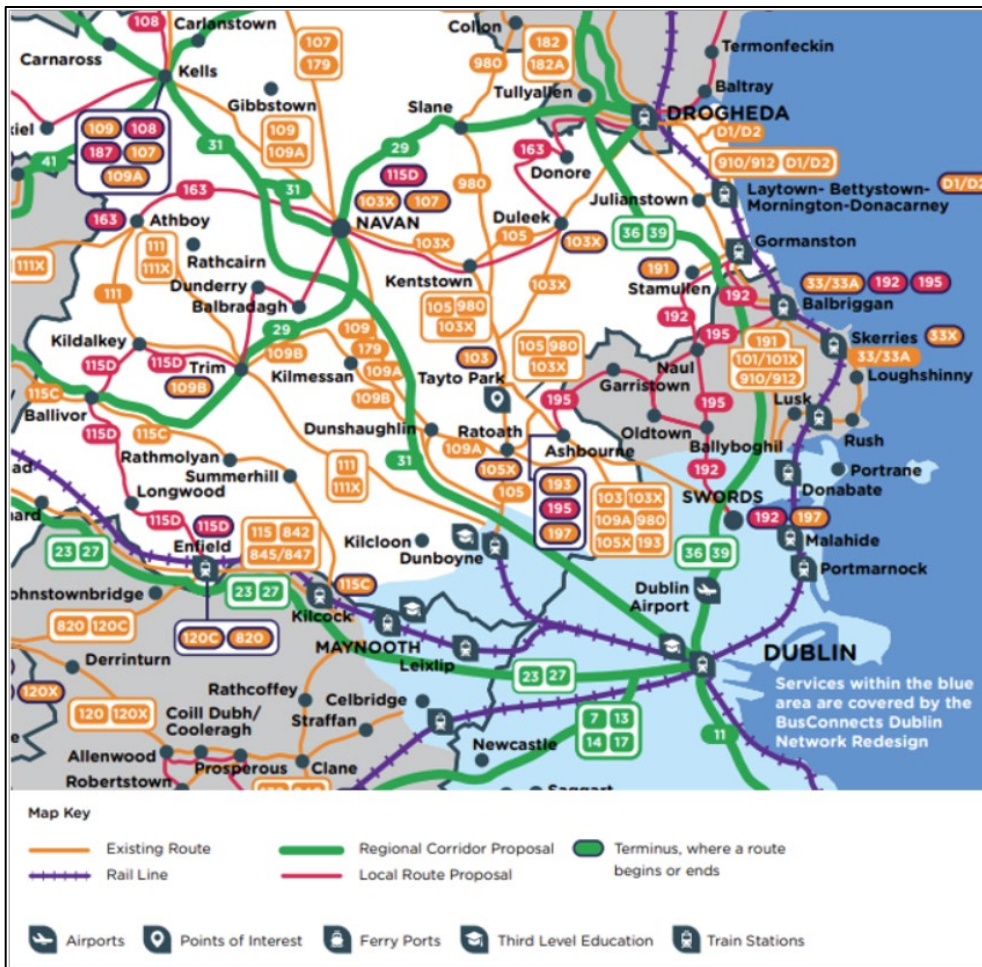 108
Carlanstown
Carnaross
Kells
107
179
Gibbstown
Collon
980
182
182A
Tullyallen
Termonfeckin
Baltray
DROGHEDA
Slane
109 108
187 107
109A
41
31
109
109A
29
31
163
115D
103X 107
980
163
Donore
D1/D2
910/912 D1/D2
Laytown- Bettystown-
Mornington-Donacarney
Julianstown
163
Athboy
NAVAN
Duleek
105
103X
103X
36 39
Gormanston
111
111X
Rathcairn
Dunderry
Balbradagh
Kentstown
103X
191
Stamullen
192
33/33A 192 195
Balbriggan
111
29
105 980
103X
192
195
191
101/101X
910/912
Skerries 33X
33/33A
Loughshinny
Kildalkey
115D
115D
Trim
109B
109B
109
179
109A
Kilmessan
109B
103
Tayto Park
105 980
103X
Naul
Garristown
195
195
Lusk
Rush
115C
Ballivor
115D
115C
Rathmolyan
Summerhill
Dunshaughlin
109A
Ratoath
105X
Ashbourne
Oldtown
Ballyboghil
192
Portrane
Donabate
31
111
111X
105
193
195
197
103 103X
109A 980
105X 193
SWORDS
192 197
Malahide
Portmarnock
Longwood
115D
115D
Enfield
115 842
845/847
Kilcloon
Dunboyne
36 39
Dublin
Airport
23 27
23 27
115C
Kilcock
Johnstownbridge
120C 820
820 120C
MAYNOOTH
Leixlip
23 27
DUBLIN
Services within the blue
area are covered by the
BusConnects Dublin
Network Redesign
Derrinturn
120X
120 120X
Rathcoffey
Celbridge
Straffan
7 13
14 17
11
Coill Dubh/
Cooleragh
Newcastle
Allenwood
Prosperous
Clane
Robertstown
Saggart
Map Key
Existing Route
Regional Corridor Proposal
Terminus, where a route
begins or ends
Rail Line
Local Route Proposal
Airports
Points of Interest
Ferry Ports
Third Level Education
Train Stations